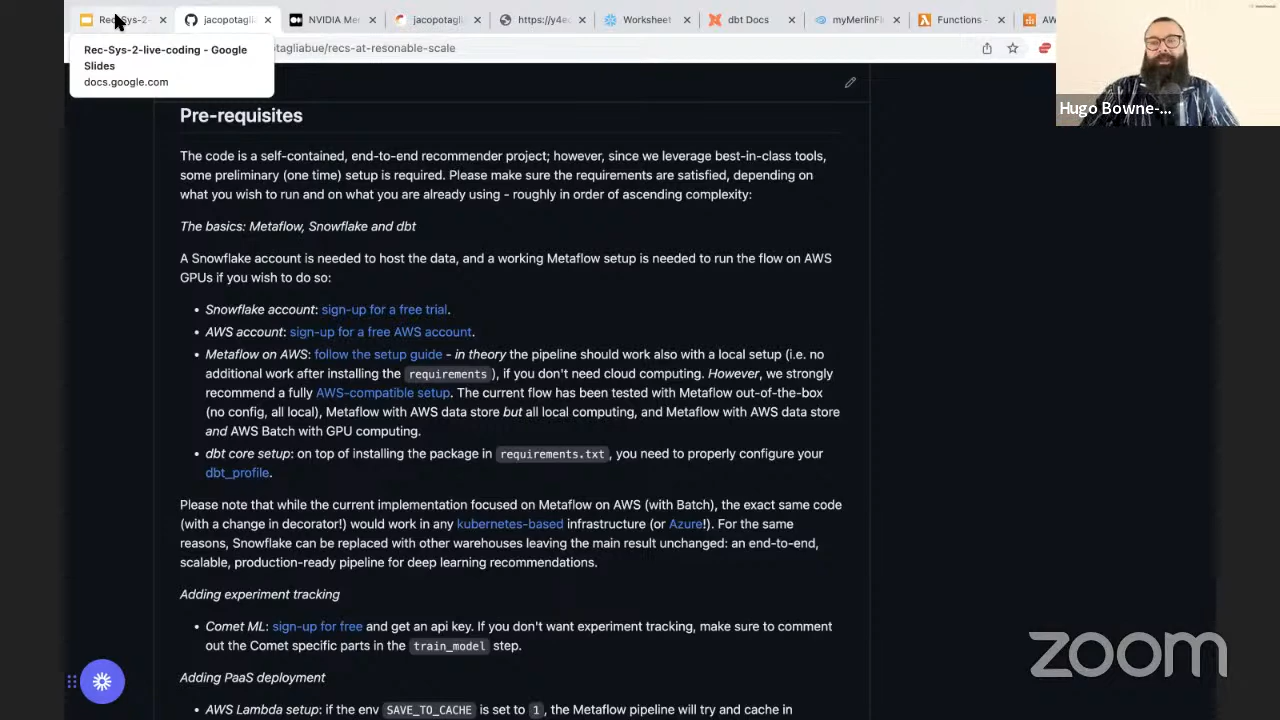 Rec-Sys-2-
jacopotagli
NVIDIA Mer
jacopotagli
https://y4ec
Worksheet
dbt Docs
myMerlinFl
Functions -
AW
Rec-Sys-2-live-coding - Google
Slides
docs.google.com
otagliabue/recs-at-resonable-scale
Hugo Bowne-...
Pre-requisites
The code is a self-contained, end-to-end recommender project; however, since we leverage best-in-class tools,
some preliminary (one time) setup is required. Please make sure the requirements are satisfied, depending on
what you wish to run and on what you are already using - roughly in order of ascending complexity:
The basics: Metaflow, Snowflake and dbt
A Snowflake account is needed to host the data, and a working Metaflow setup is needed to run the flow on AWS
GPUs if you wish to do so:
• Snowflake account: sign-up for a free trial.
• AWS account: sign-up for a free AWS account.
• Metaflow on AWS: follow the setup guide - in theory the pipeline should work also with a local setup (i.e. no
additional work after installing the requirements), if you don't need cloud computing. However, we strongly
recommend a fully AWS-compatible setup. The current flow has been tested with Metaflow out-of-the-box
(no config, all local), Metaflow with AWS data store but all local computing, and Metaflow with AWS data store
and AWS Batch with GPU computing.
• dbt core setup: on top of installing the package in requirements.txt, you need to properly configure your
dbt_profile.
Please note that while the current implementation focused on Metaflow on AWS (with Batch), the exact same code
(with a change in decorator!) would work in any kubernetes-based infrastructure (or Azure!). For the same
reasons, Snowflake can be replaced with other warehouses leaving the main result unchanged: an end-to-end,
scalable, production-ready pipeline for deep learning recommendations.
Adding experiment tracking
• Comet ML: sign-up for free and get an api key. If you don't want experiment tracking, make sure to comment
out the Comet specific parts in the train_model step.
Adding PaaS deployment
• AWS Lambda setup: if the env SAVE_TO_CACHE is set to 1, the Metaflow pipeline will try and cache in
zoom